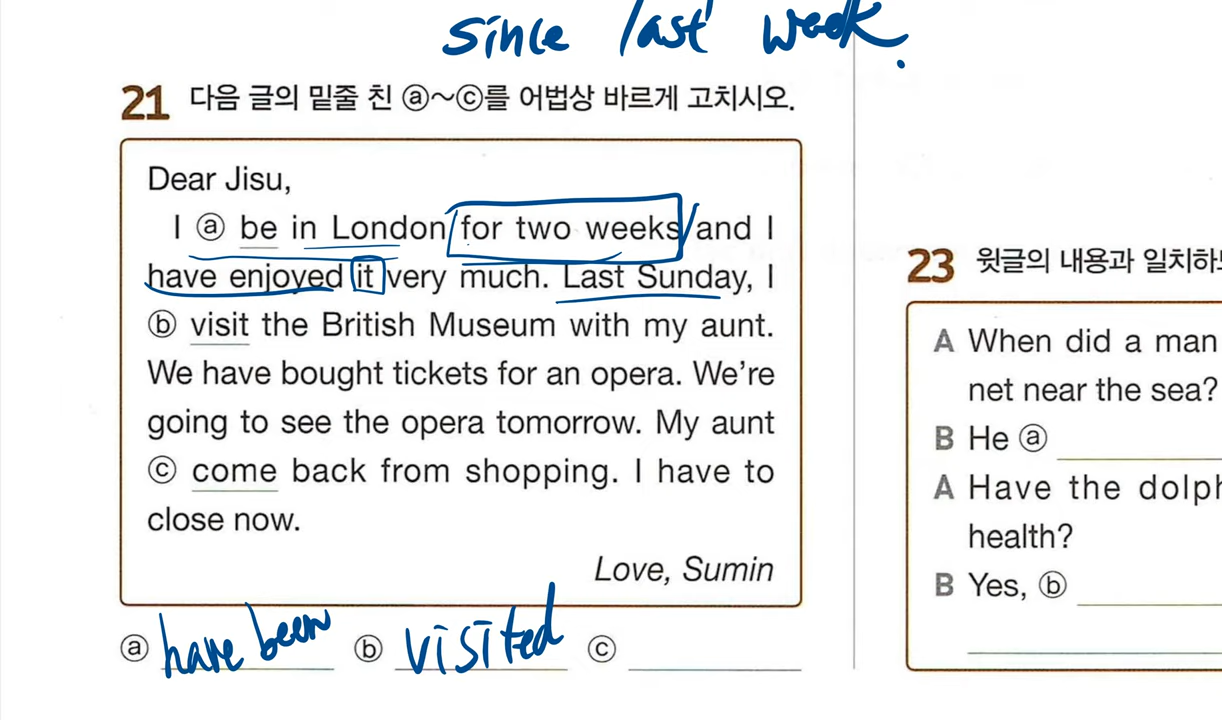 since last week.
21 다음 글의 밑줄 친 ⓐ~ⓒ를 어법상 바르게 고치시오.
Dear Jisu,
I ⓐ be in London for two weeks / and I
have enjoyed it very much. Last Sunday, I
ⓑ visit the British Museum with my aunt.
We have bought tickets for an opera. We're
going to see the opera tomorrow. My aunt
ⓒ come back from shopping. I have to
close now.
Love, Sumin
ⓐ have been ⓑ visited ⓒ
23 윗글의 내용과 일치하
A When did a man
net near the sea?
B He ⓐ
A Have the dolp
health?
B Yes, ⓑ